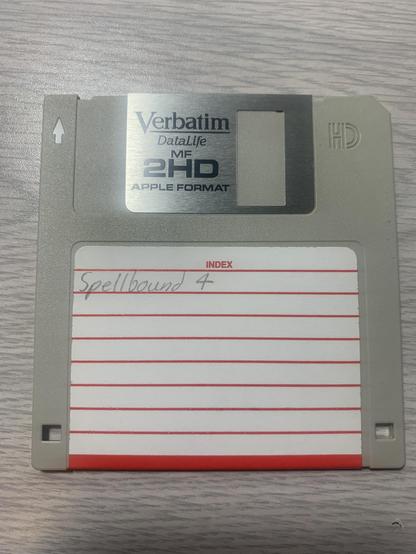 Verbatim
DataLife
MF
2HD
APPLE FORMAT
HD
INDEX
Spellbound 4